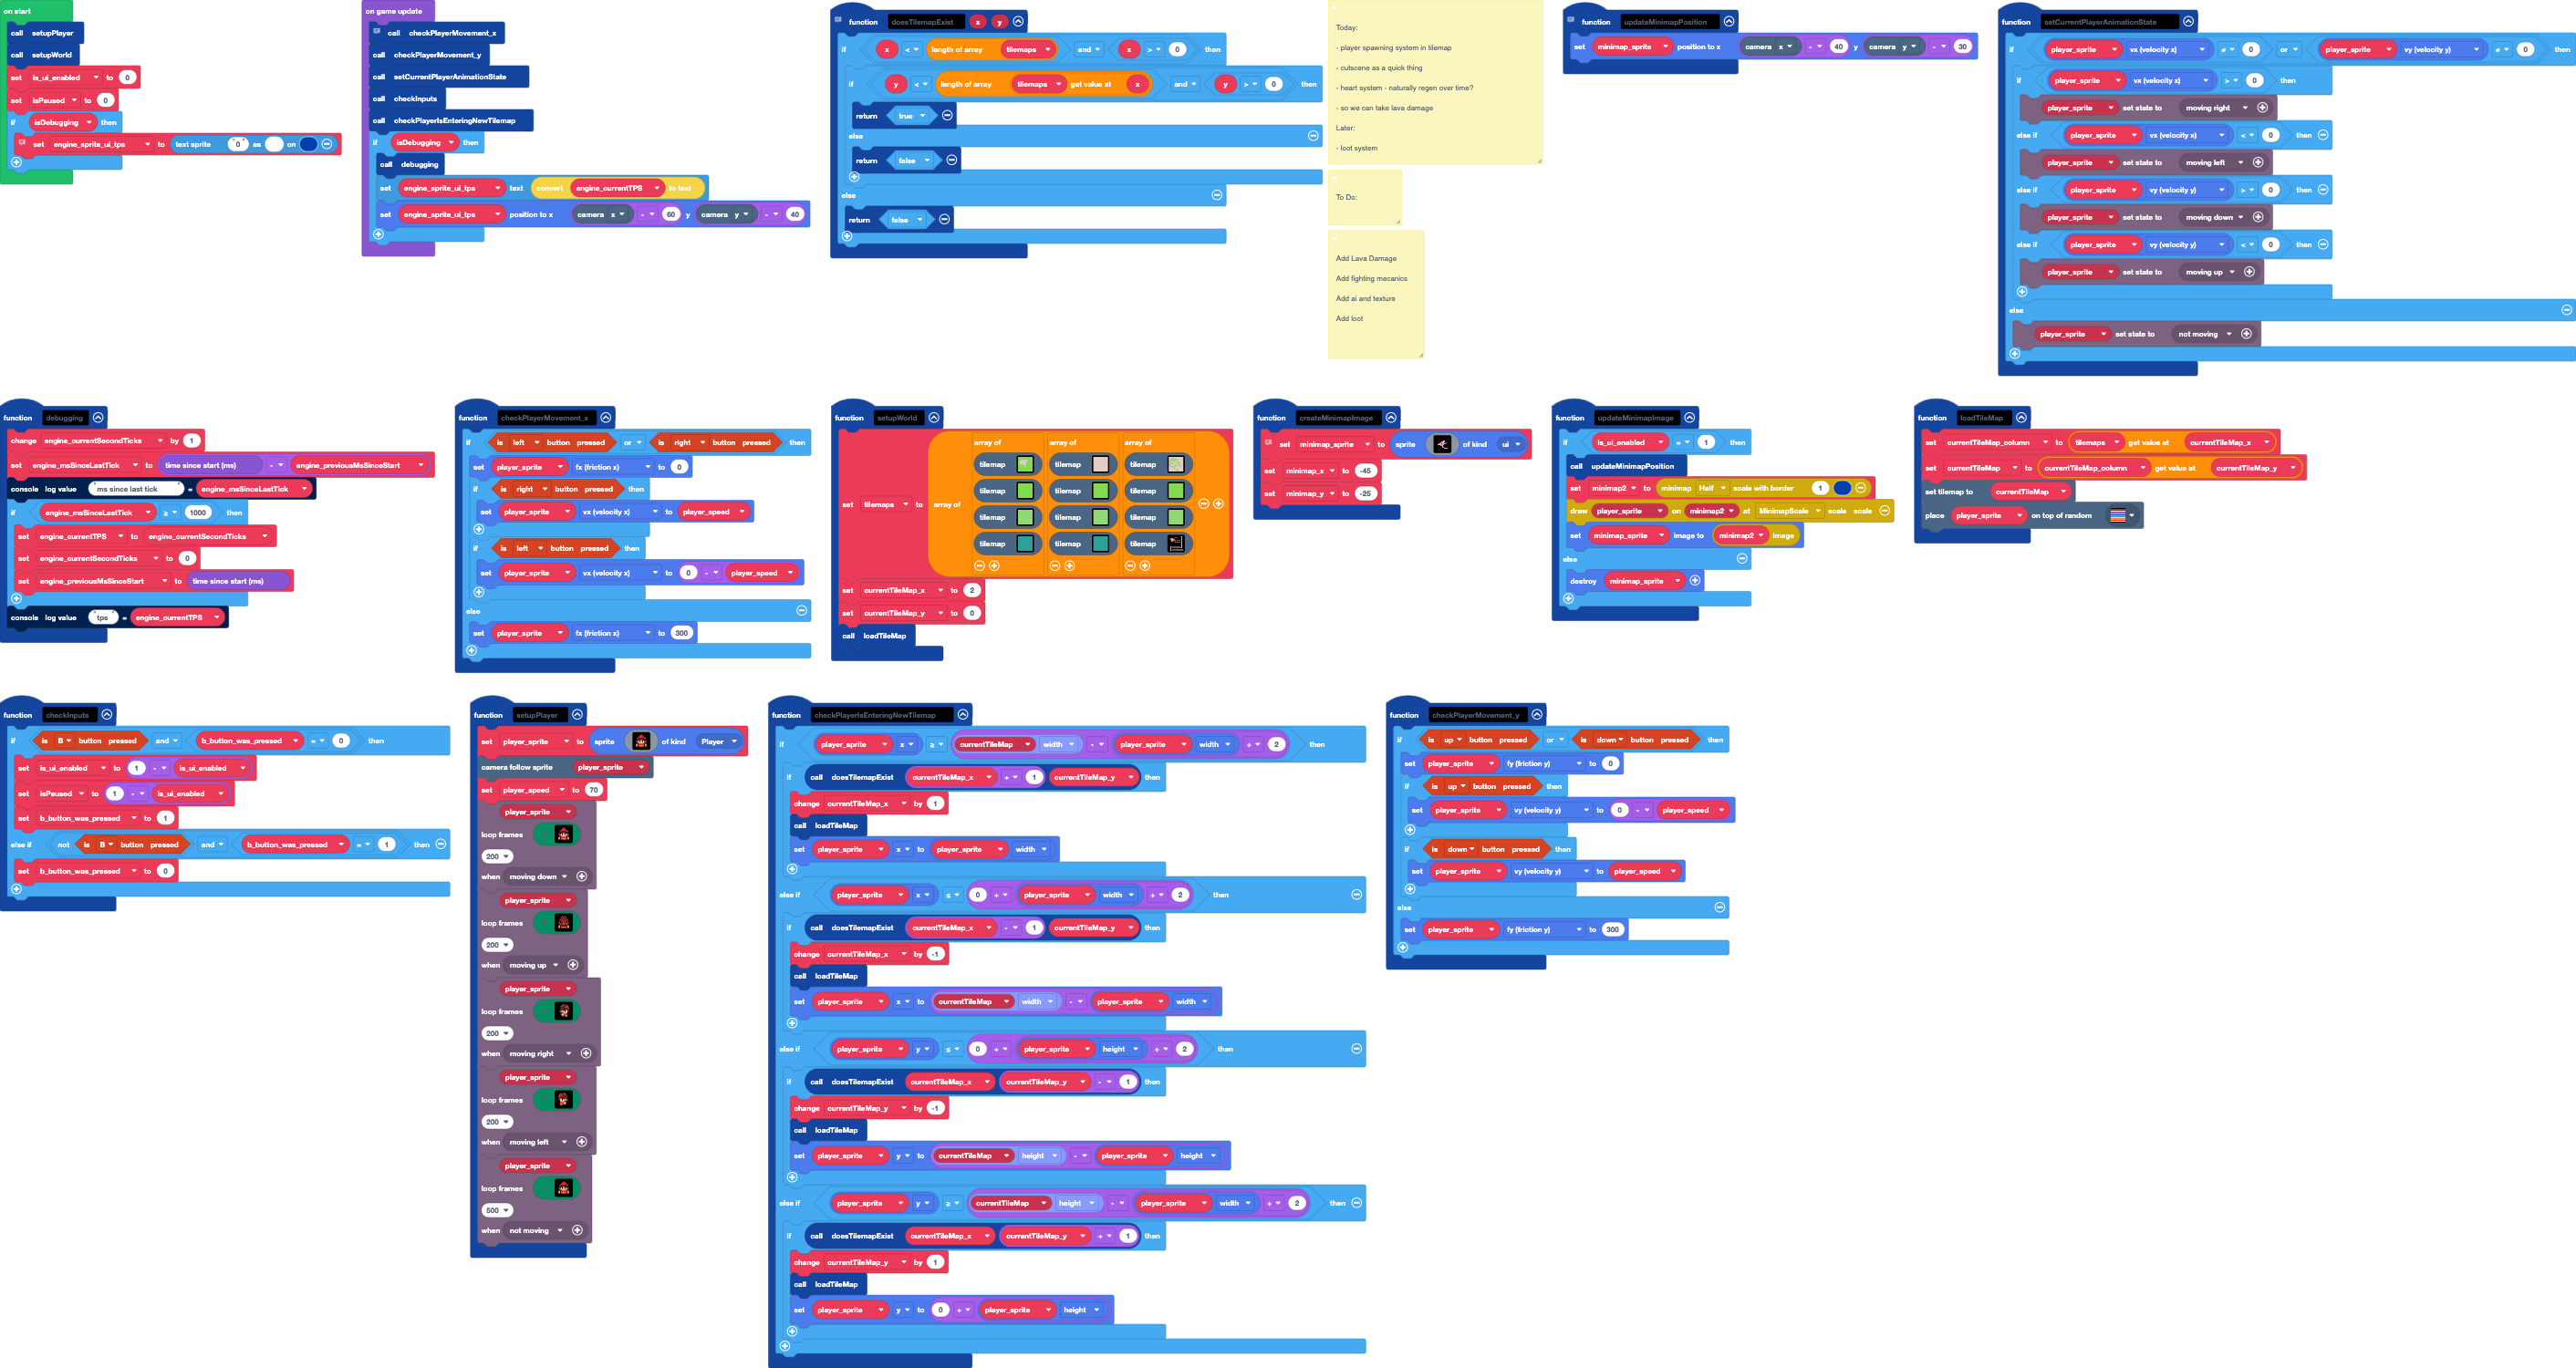 on start
call setupPlayer
call setupWorld
set is_ui_enabled to 0
set isPaused to 0
if isDebugging then
set engine_sprite_ui_tps to text sprite "0" as on
on game update
call checkPlayerMovement_x
call checkPlayerMovement_y
call setCurrentPlayerAnimationState
call checkInputs
call checkPlayerIsEnteringNewTilemap
if isDebugging then
call debugging
set engine_sprite_ui_tps text convert engine_currentTPS to text
set engine_sprite_ui_tps position to x camera x - 60 y camera y - 40
function doesTilemapExist x y
if x < length of array tilemaps and x > 0 then
if y < length of array tilemaps get value at x and y > 0 then
return true
else
return false
else
return false
Today:
- player spawning system in tilemap
- cutscene as a quick thing
- heart system - naturally regen over time?
- so we can take lava damage
Later:
- loot system
To Do:
Add Lava Damage
Add fighting mecanics
Add ai and texture
Add loot
function updateMinimapPosition
set minimap_sprite position to x camera x - 40 y camera y - 30
function setCurrentPlayerAnimationState
if player_sprite vx (velocity x) ≠ 0 or player_sprite vy (velocity y) ≠ 0 then
if player_sprite vx (velocity x) > 0 then
player_sprite set state to moving right
else if player_sprite vx (velocity x) < 0 then
player_sprite set state to moving left
else if player_sprite vy (velocity y) > 0 then
player_sprite set state to moving down
else if player_sprite vy (velocity y) < 0 then
player_sprite set state to moving up
else
player_sprite set state to not moving
function debugging
change engine_currentSecondTicks by 1
set engine_msSinceLastTick to time since start (ms) - engine_previousMsSinceStart
console log value "ms since last tick" = engine_msSinceLastTick
if engine_msSinceLastTick ≥ 1000 then
set engine_currentTPS to engine_currentSecondTicks
set engine_currentSecondTicks to 0
set engine_previousMsSinceStart to time since start (ms)
console log value "tps" = engine_currentTPS
function checkPlayerMovement_x
if is left button pressed or is right button pressed then
set player_sprite fx (friction x) to 0
if is right button pressed then
set player_sprite vx (velocity x) to player_speed
if is left button pressed then
set player_sprite vx (velocity x) to 0 - player_speed
else
set player_sprite fx (friction x) to 300
function setupWorld
set tilemaps to array of
array of array of array of
tilemap tilemap tilemap
tilemap tilemap tilemap
tilemap tilemap tilemap
tilemap tilemap tilemap
set currentTileMap_x to 2
set currentTileMap_y to 0
call loadTileMap
function createMinimapImage
set minimap_sprite to sprite of kind ui
set minimap_x to -45
set minimap_y to -25
function updateMinimapImage
if is_ui_enabled = 1 then
call updateMinimapPosition
set minimap2 to minimap Half scale with border 1
draw player_sprite on minimap2 at MinimapScale scale scale
set minimap_sprite image to minimap2 image
else
destroy minimap_sprite
function loadTileMap
set currentTileMap_column to tilemaps get value at currentTileMap_x
set currentTileMap to currentTileMap_column get value at currentTileMap_y
set tilemap to currentTileMap
place player_sprite on top of random
function checkInputs
if is B button pressed and b_button_was_pressed = 0 then
set is_ui_enabled to 1 - is_ui_enabled
set isPaused to 1 - is_ui_enabled
set b_button_was_pressed to 1
else if not is B button pressed and b_button_was_pressed = 1 then
set b_button_was_pressed to 0
function setupPlayer
set player_sprite to sprite of kind Player
camera follow sprite player_sprite
set player_speed to 70
player_sprite
loop frames
200
when moving down
player_sprite
loop frames
200
when moving up
player_sprite
loop frames
200
when moving right
player_sprite
loop frames
200
when moving left
player_sprite
loop frames
500
when not moving
function checkPlayerIsEnteringNewTilemap
if player_sprite x ≥ currentTileMap width - player_sprite width ÷ 2 then
if call doesTilemapExist currentTileMap_x + 1 currentTileMap_y then
change currentTileMap_x by 1
call loadTileMap
set player_sprite x to player_sprite width
else if player_sprite x ≤ 0 + player_sprite width ÷ 2 then
if call doesTilemapExist currentTileMap_x - 1 currentTileMap_y then
change currentTileMap_x by -1
call loadTileMap
set player_sprite x to currentTileMap width - player_sprite width
else if player_sprite y ≤ 0 + player_sprite height ÷ 2 then
if call doesTilemapExist currentTileMap_x currentTileMap_y - 1 then
change currentTileMap_y by -1
call loadTileMap
set player_sprite y to currentTileMap height - player_sprite height
else if player_sprite y ≥ currentTileMap height - player_sprite width ÷ 2 then
if call doesTilemapExist currentTileMap_x currentTileMap_y + 1 then
change currentTileMap_y by 1
call loadTileMap
set player_sprite y to 0 + player_sprite height
function checkPlayerMovement_y
if is up button pressed or is down button pressed then
set player_sprite fy (friction y) to 0
if is up button pressed then
set player_sprite vy (velocity y) to 0 - player_speed
if is down button pressed then
set player_sprite vy (velocity y) to player_speed
else
set player_sprite fy (friction y) to 300